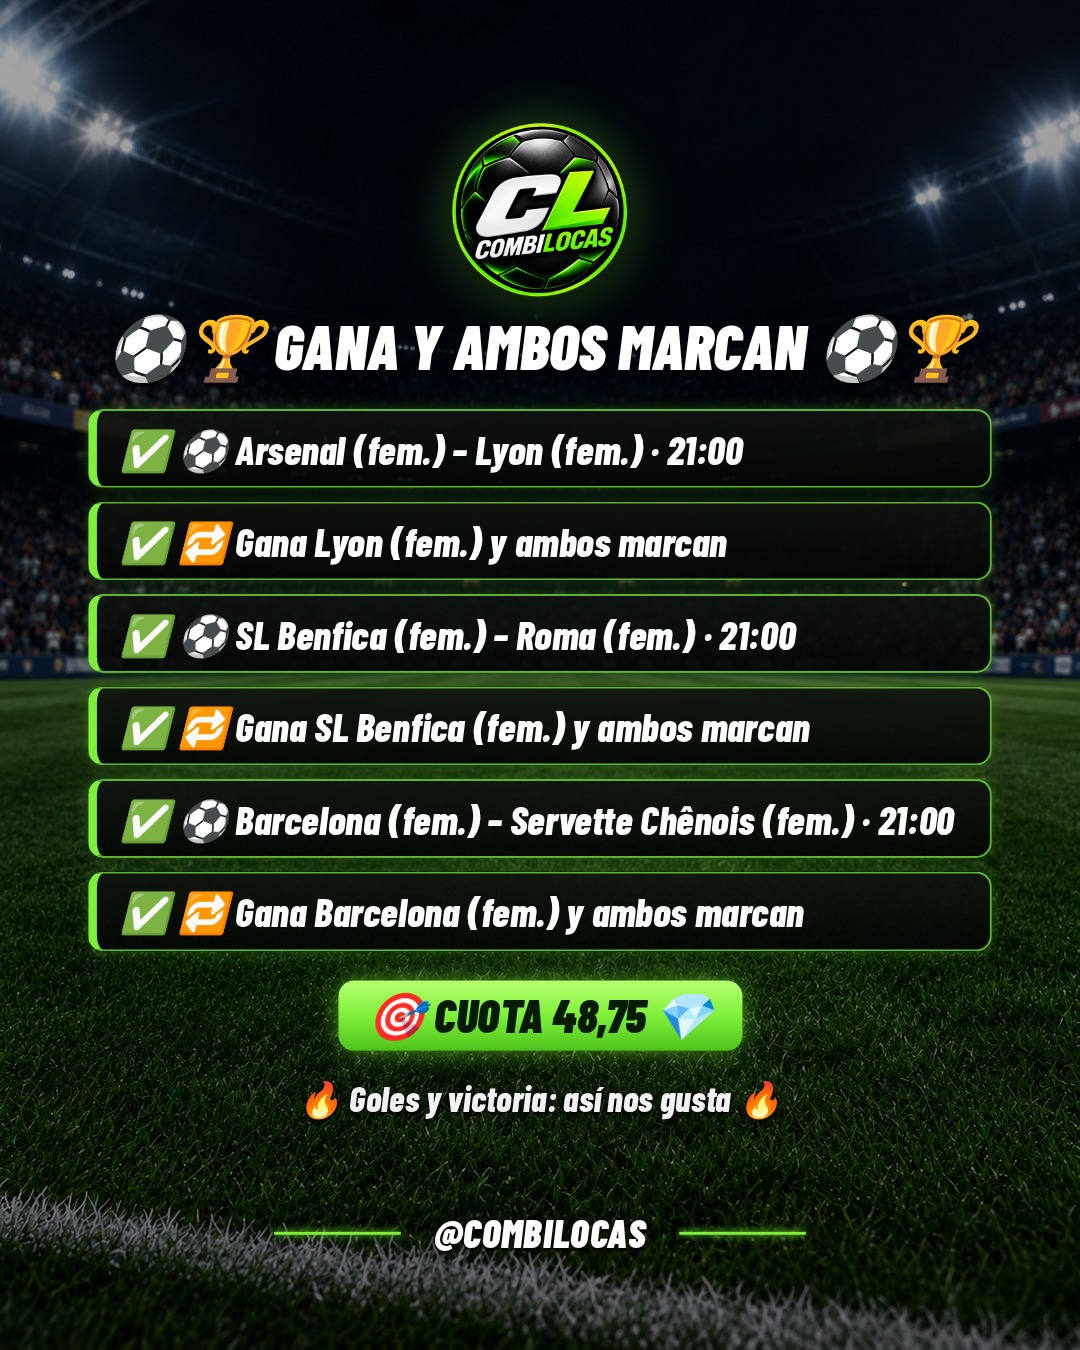 CL
COMBILOCAS
⚽🏆 GANA Y AMBOS MARCAN ⚽🏆
✅ ⚽ Arsenal (fem.) – Lyon (fem.) · 21:00
✅ 🔁 Gana Lyon (fem.) y ambos marcan
✅ ⚽ SL Benfica (fem.) – Roma (fem.) · 21:00
✅ 🔁 Gana SL Benfica (fem.) y ambos marcan
✅ ⚽ Barcelona (fem.) – Servette Chênois (fem.) · 21:00
✅ 🔁 Gana Barcelona (fem.) y ambos marcan
🎯 CUOTA 48,75 💎
🔥 Goles y victoria: así nos gusta 🔥
@COMBILOCAS